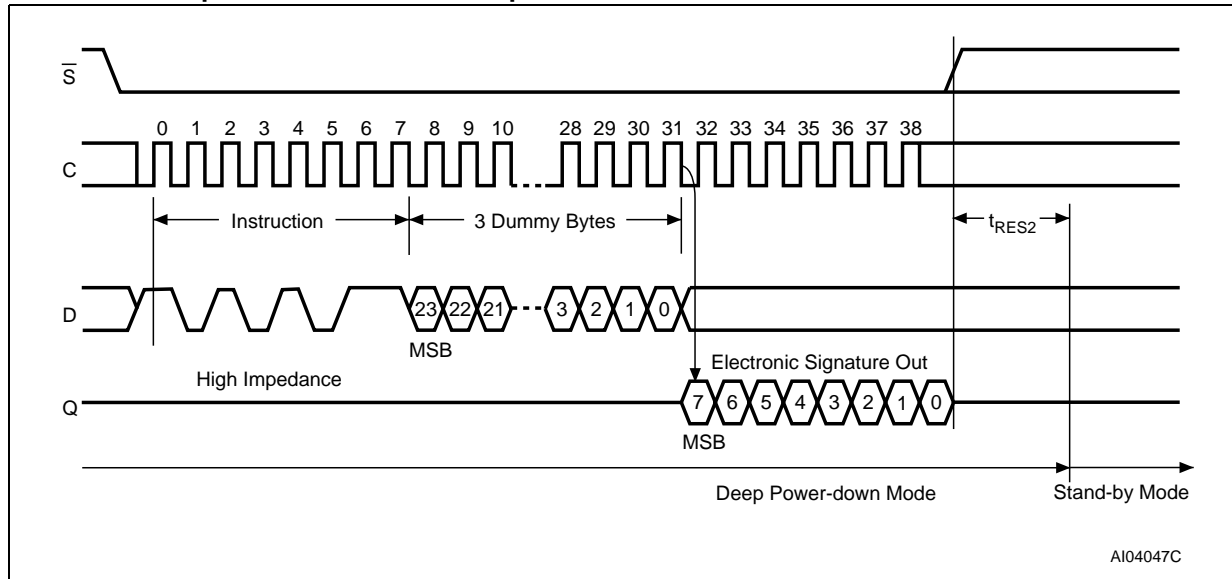 S
0 1 2 3 4 5 6 7 8 9 10 28 29 30 31 32 33 34 35 36 37 38
C
Instruction 3 Dummy Bytes tRES2
D 23 22 21 3 2 1 0
MSB
High Impedance Electronic Signature Out
Q 7 6 5 4 3 2 1 0
MSB
Deep Power-down Mode Stand-by Mode
AI04047C